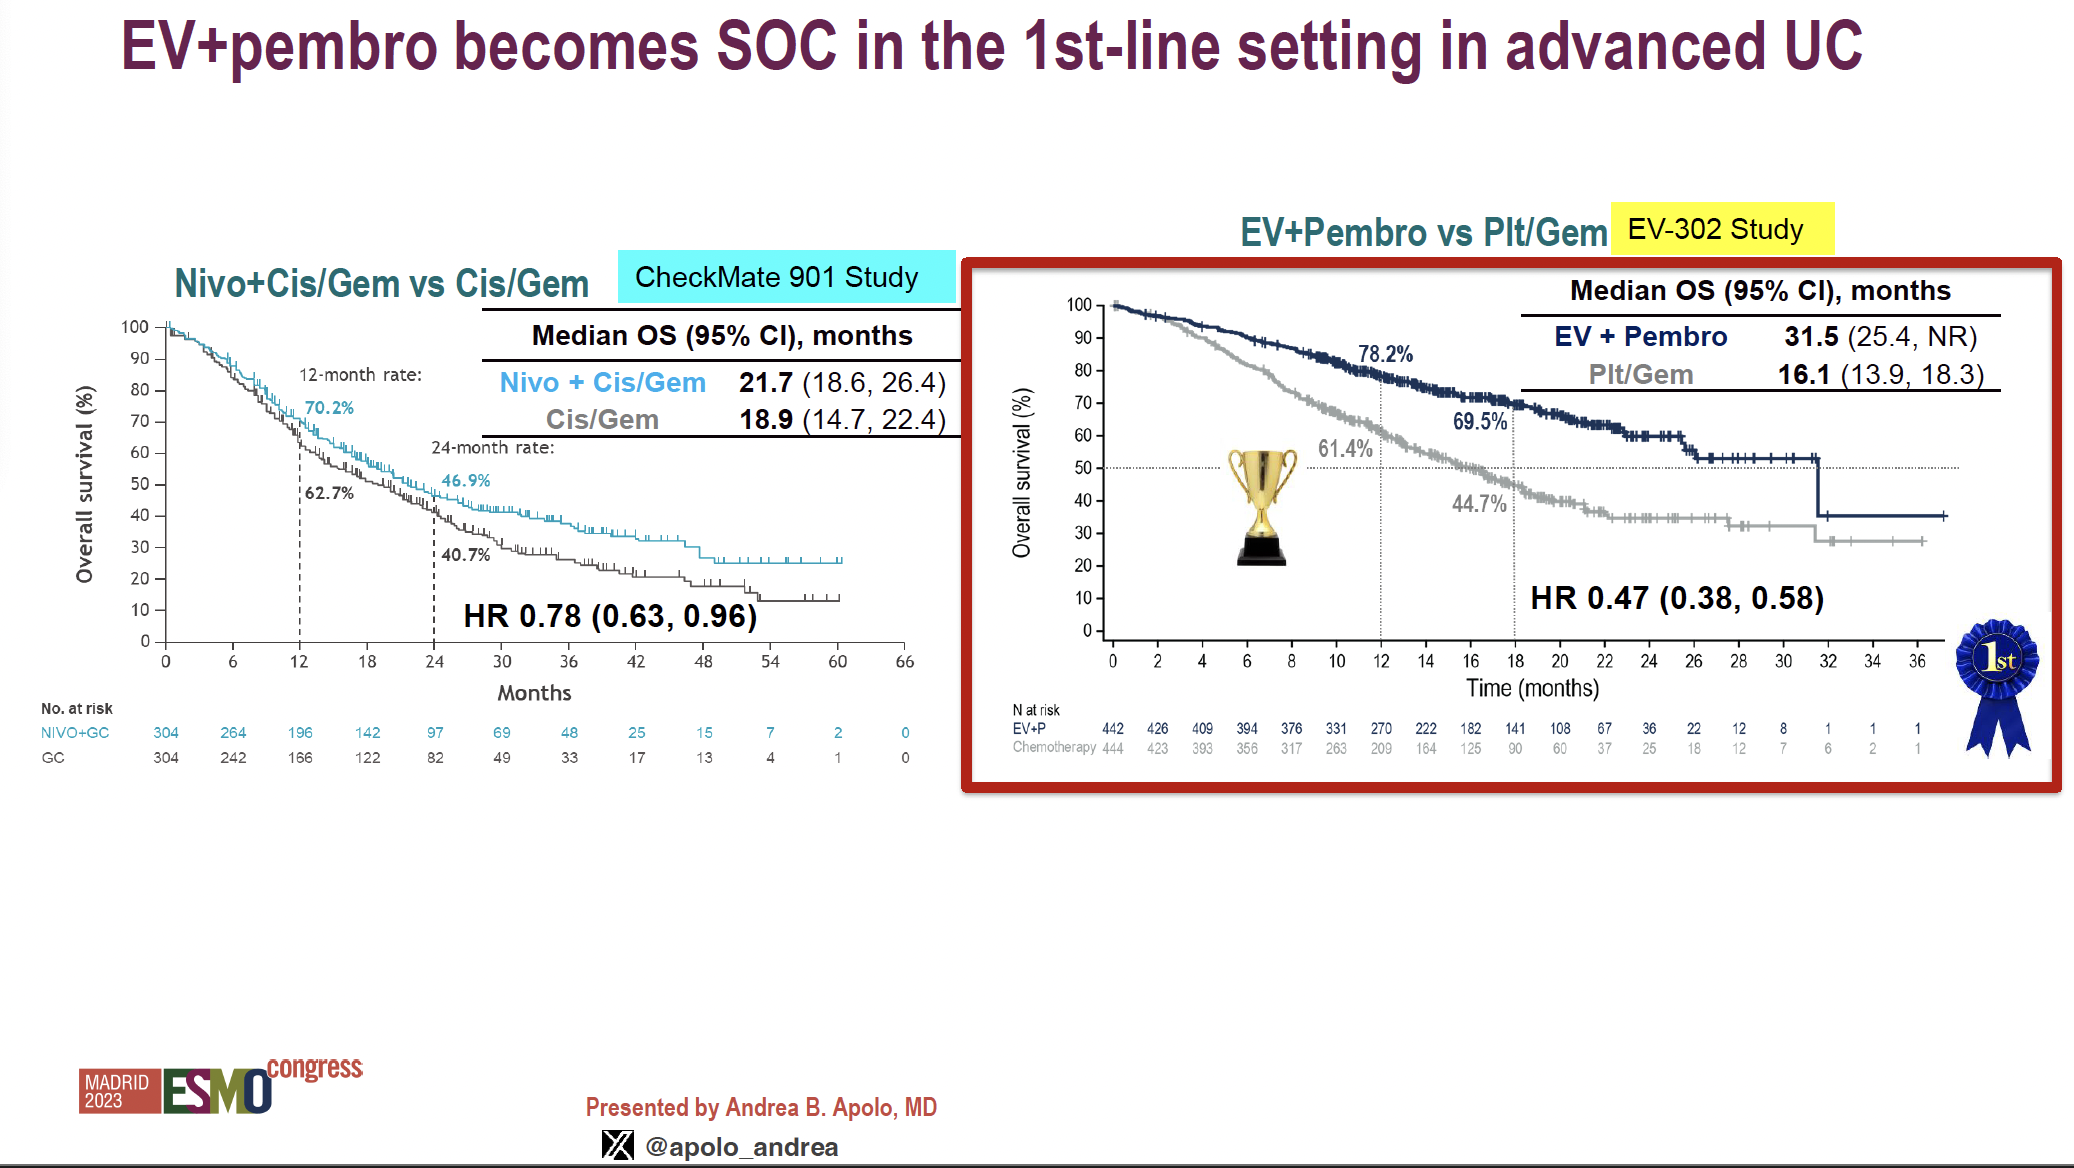 EV+pembro becomes SOC in the 1st-line setting in advanced UC
Nivo+Cis/Gem vs Cis/Gem
CheckMate 901 Study
Median OS (95% CI), months
Nivo + Cis/Gem 21.7 (18.6, 26.4)
Cis/Gem 18.9 (14.7, 22.4)
Overall survival (%)
100
90
80
70
60
50
40
30
20
10
0
12-month rate:
70.2%
62.7%
24-month rate:
46.9%
40.7%
HR 0.78 (0.63, 0.96)
0 6 12 18 24 30 36 42 48 54 60 66
Months
No. at risk
NIVO+GC 304 264 196 142 97 69 48 25 15 7 2 0
GC 304 242 166 122 82 49 33 17 13 4 1 0
EV+Pembro vs Plt/Gem
EV-302 Study
Median OS (95% CI), months
EV + Pembro 31.5 (25.4, NR)
Plt/Gem 16.1 (13.9, 18.3)
Overall survival (%)
100
90
80
70
60
50
40
30
20
10
0
78.2%
69.5%
61.4%
44.7%
HR 0.47 (0.38, 0.58)
0 2 4 6 8 10 12 14 16 18 20 22 24 26 28 30 32 34 36
Time (months)
N at risk
EV+P 442 426 409 394 376 331 270 222 182 141 108 67 36 22 12 8 1 1 1
Chemotherapy 444 423 393 356 317 263 209 164 125 90 60 37 25 18 12 7 6 2 1
1st
MADRID
2023
ESMO congress
Presented by Andrea B. Apolo, MD
@apolo_andrea